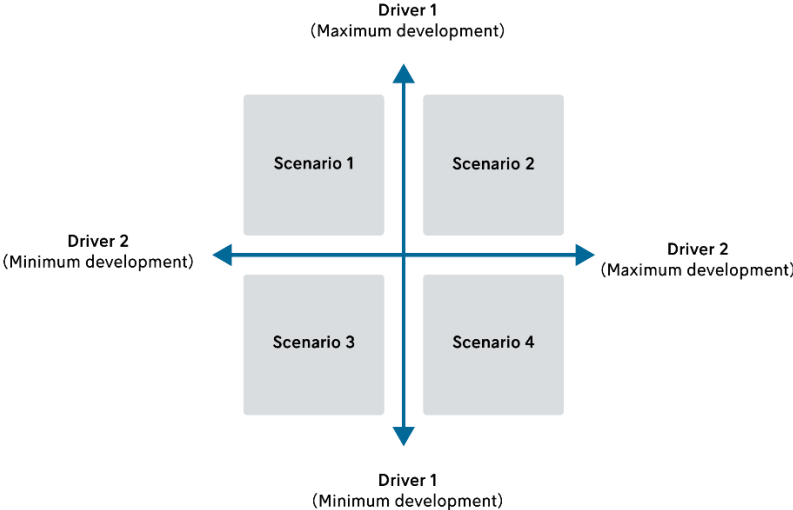 Driver 1
(Maximum development)
Scenario 1
Scenario 2
Driver 2
(Minimum development)
Driver 2
(Maximum development)
Scenario 3
Scenario 4
Driver 1
(Minimum development)